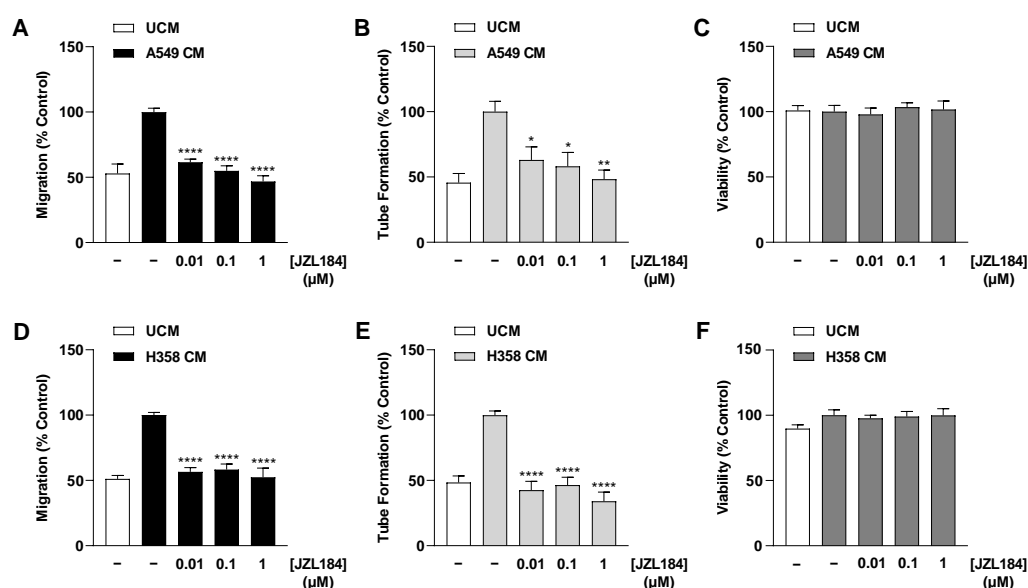 A
UCM
A549 CM
Migration (% Control)
150
100
50
0
****
****
****
–
–
0.01
0.1
1
[JZL184]
(µM)
B
UCM
A549 CM
Tube Formation (% Control)
150
100
50
0
*
*
**
–
–
0.01
0.1
1
[JZL184]
(µM)
C
UCM
A549 CM
Viability (% Control)
150
100
50
0
–
–
0.01
0.1
1
[JZL184]
(µM)
D
UCM
H358 CM
Migration (% Control)
150
100
50
0
****
****
****
–
–
0.01
0.1
1
[JZL184]
(µM)
E
UCM
H358 CM
Tube Formation (% Control)
150
100
50
0
****
****
****
–
–
0.01
0.1
1
[JZL184]
(µM)
F
UCM
H358 CM
Viability (% Control)
150
100
50
0
–
–
0.01
0.1
1
[JZL184]
(µM)